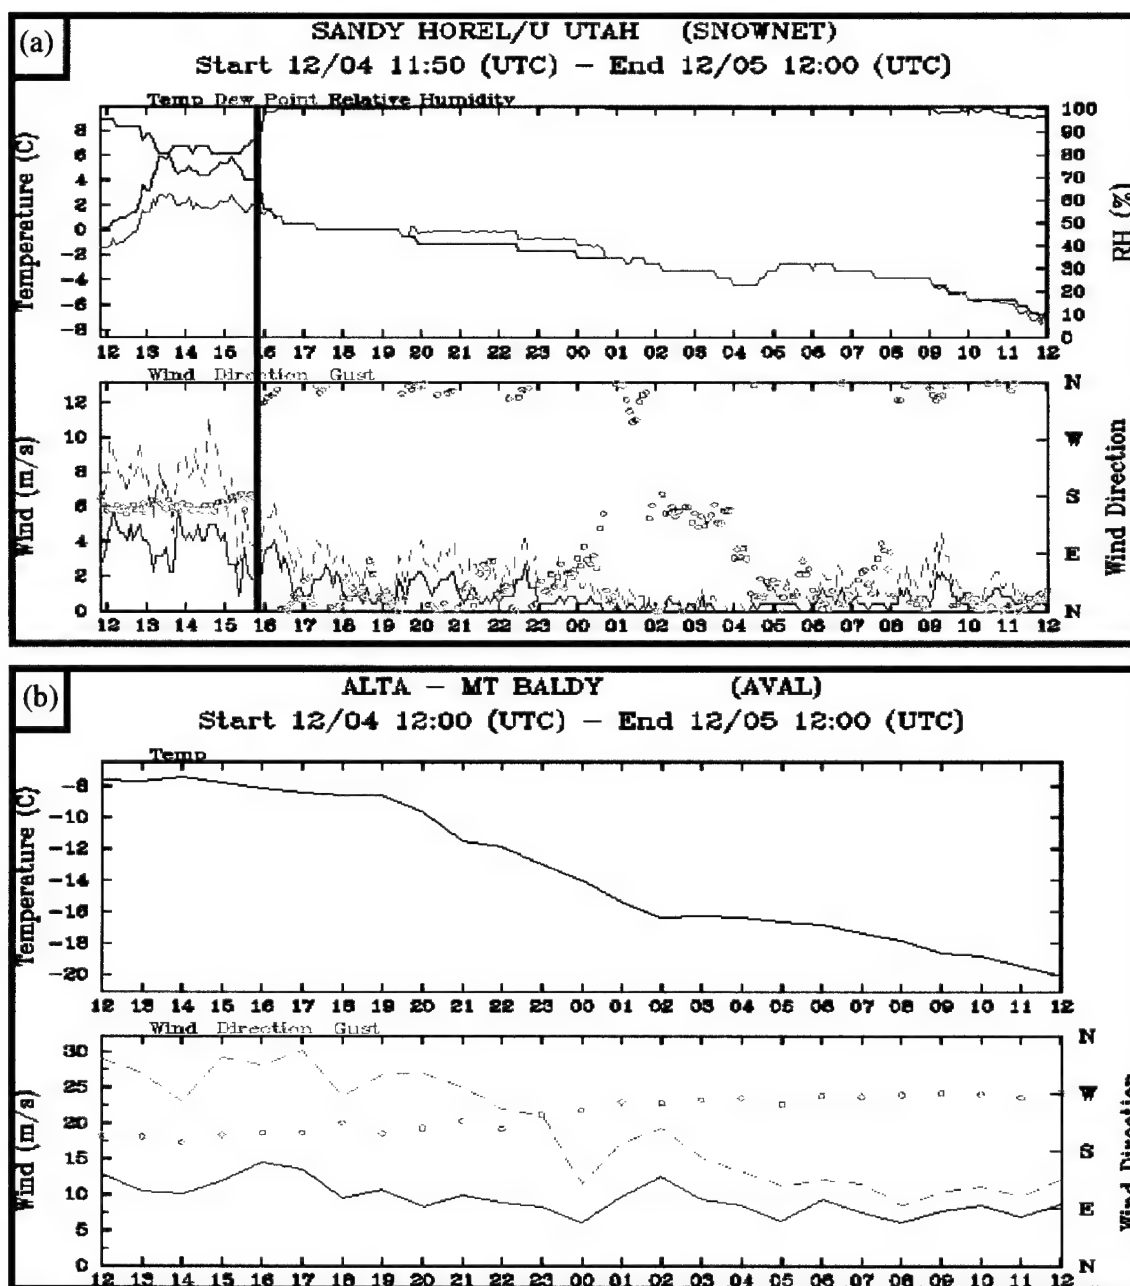 (a)
SANDY HOREL/U UTAH (SNOWNET)
Start 12/04 11:50 (UTC) – End 12/05 12:00 (UTC)
Temp Dew Point Relative Humidity
Temperature (C)
8
6
4
2
0
-2
-4
-6
-8
100
90
80
70
60
50
40
30
20
10
0
RH (%)
12 13 14 15 16 17 18 19 20 21 22 23 00 01 02 03 04 05 06 07 08 09 10 11 12
Wind Direction Gust
Wind (m/s)
12
10
8
6
4
2
0
N
W
S
E
N
Wind Direction
12 13 14 15 16 17 18 19 20 21 22 23 00 01 02 03 04 05 06 07 08 09 10 11 12
(b)
ALTA – MT BALDY (AVAL)
Start 12/04 12:00 (UTC) – End 12/05 12:00 (UTC)
Temp
Temperature (C)
-8
-10
-12
-14
-16
-18
-20
12 13 14 15 16 17 18 19 20 21 22 23 00 01 02 03 04 05 06 07 08 09 10 11 12
Wind Direction Gust
Wind (m/s)
30
25
20
15
10
5
0
N
W
S
E
N
Wind Direction
12 13 14 15 16 17 18 19 20 21 22 23 00 01 02 03 04 05 06 07 08 09 10 11 12